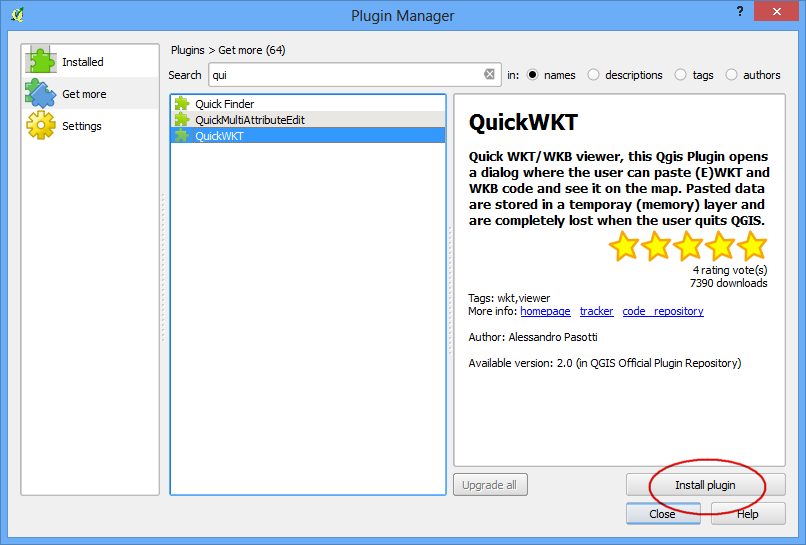 Plugin Manager
?
Installed
Get more
Settings
Plugins > Get more (64)
Search qui in: names descriptions tags authors
Quick Finder
QuickMultiAttributeEdit
QuickWKT
QuickWKT
Quick WKT/WKB viewer, this Qgis Plugin opens
a dialog where the user can paste (E)WKT and
WKB code and see it on the map. Pasted data
are stored in a temporay (memory) layer and
are completely lost when the user quits QGIS.
4 rating vote(s)
7390 downloads
Tags: wkt,viewer
More info: homepage tracker code repository
Author: Alessandro Pasotti
Available version: 2.0 (in QGIS Official Plugin Repository)
Upgrade all Install plugin
Close Help